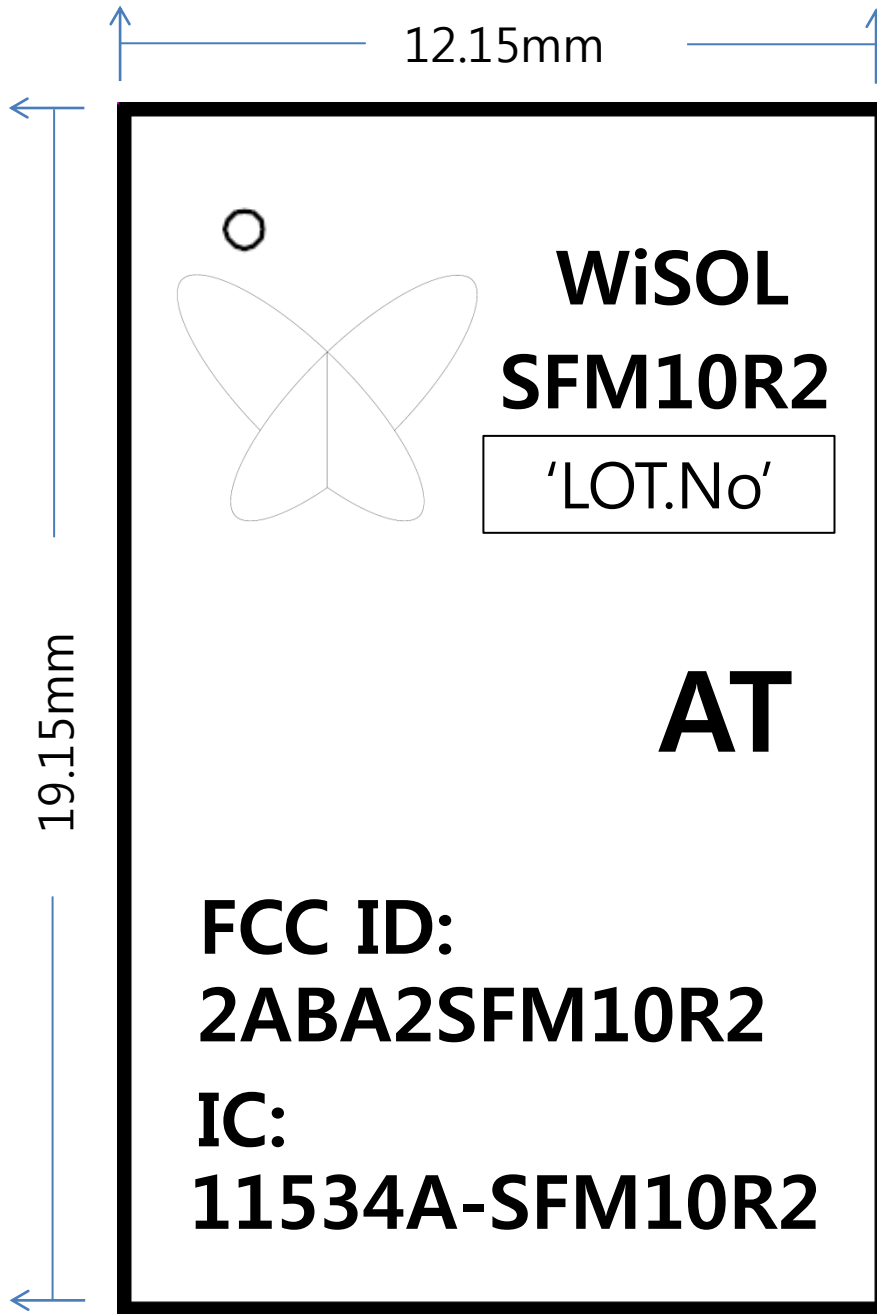 12.15mm
WiSOL
SFM10R2
‘LOT.No’
19.15mm
AT
FCC ID:
2ABA2SFM10R2
IC:
11534A-SFM10R2